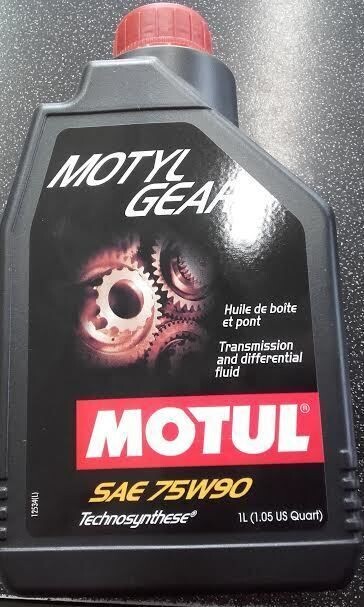 MOTYL
GEAR
Huile de boîte
et pont
Transmission
and differential
fluid
MOTUL®
SAE 75W90
Technosynthese®
1L (1.05 US Quart)
12534(L)